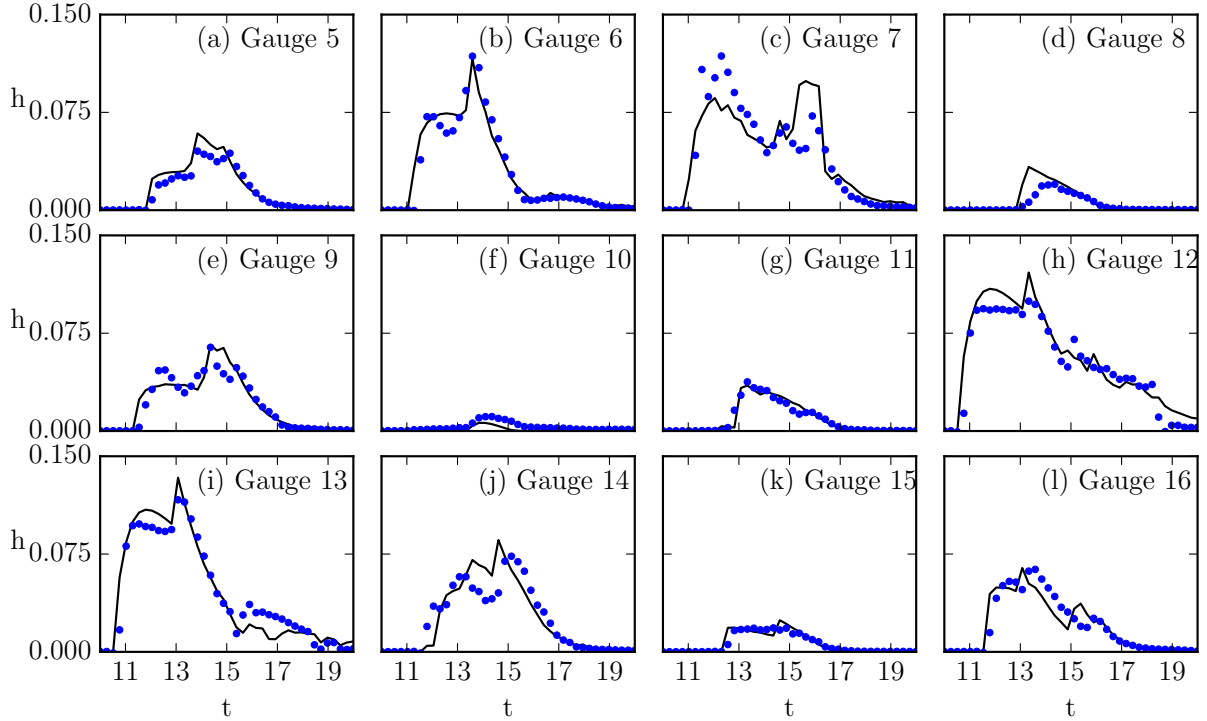 0.150
(a) Gauge 5
(b) Gauge 6
(c) Gauge 7
(d) Gauge 8
h
0.075
0.000
0.150
(e) Gauge 9
(f) Gauge 10
(g) Gauge 11
(h) Gauge 12
h
0.075
0.000
0.150
(i) Gauge 13
(j) Gauge 14
(k) Gauge 15
(l) Gauge 16
h
0.075
0.000
11 13 15 17 19
11 13 15 17 19
11 13 15 17 19
11 13 15 17 19
t
t
t
t